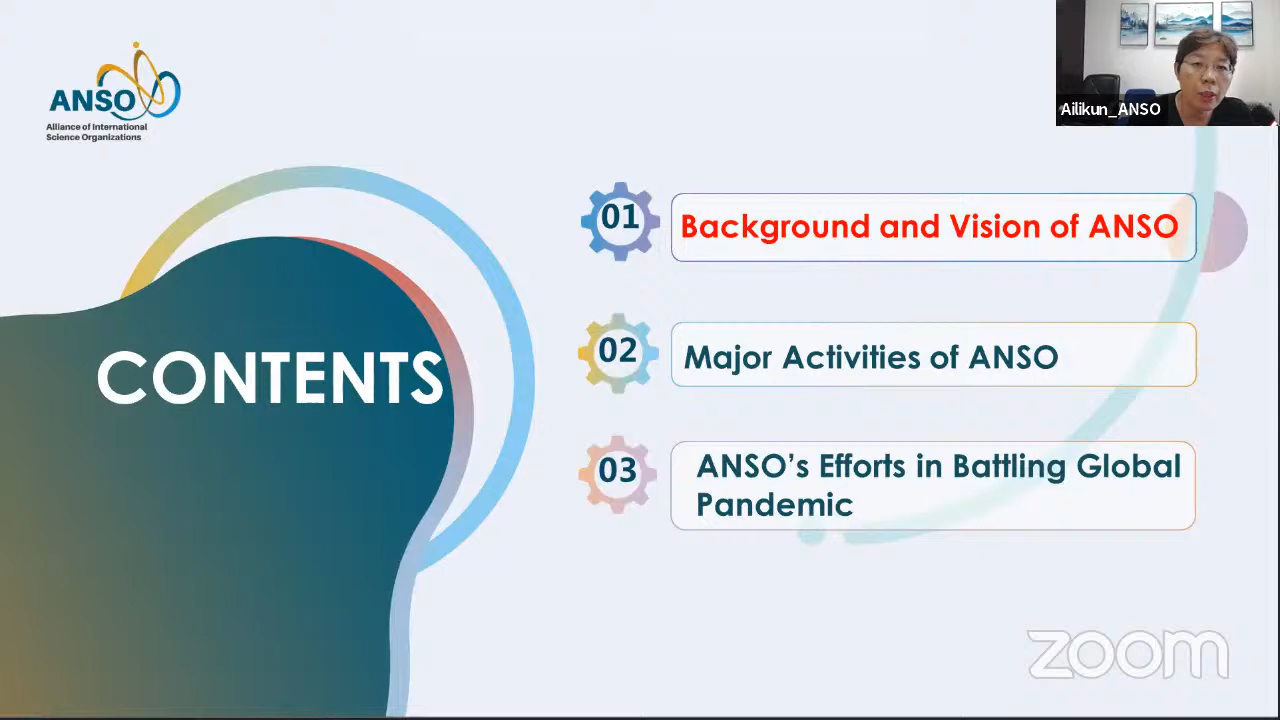 ANSO
Alliance of International
Science Organizations
Ailikun_ANSO
CONTENTS
01
Background and Vision of ANSO
02
Major Activities of ANSO
03
ANSO’s Efforts in Battling Global
Pandemic
zoom